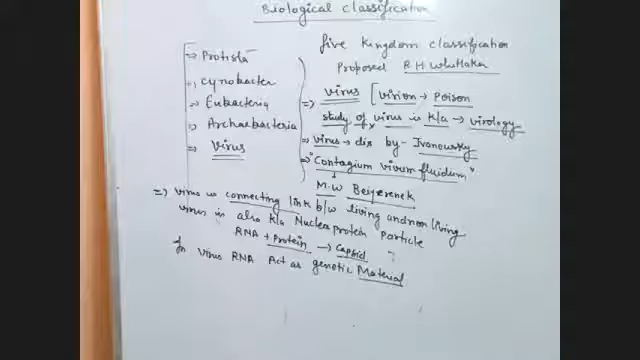 Biological classification
⇒ Protista
⇒ Cynobacter
⇒ Eubacteria
⇒ Archaebacteria
⇒ Virus
five Kingdom classification
Proposed R H Whittaker
⇒ Virus [Virion → Poison
study of virus is K/a → virology
⇒ Virus → dis by - Ivanowsky
⇒ "Contagium vivum fluidum"
M.W Beijerenek
⇒ Virus is connecting link b/w living and non living
virus is also K/a Nucleoprotein Particle
RNA + Protein → Capsid
In virus RNA Act as genetic Material